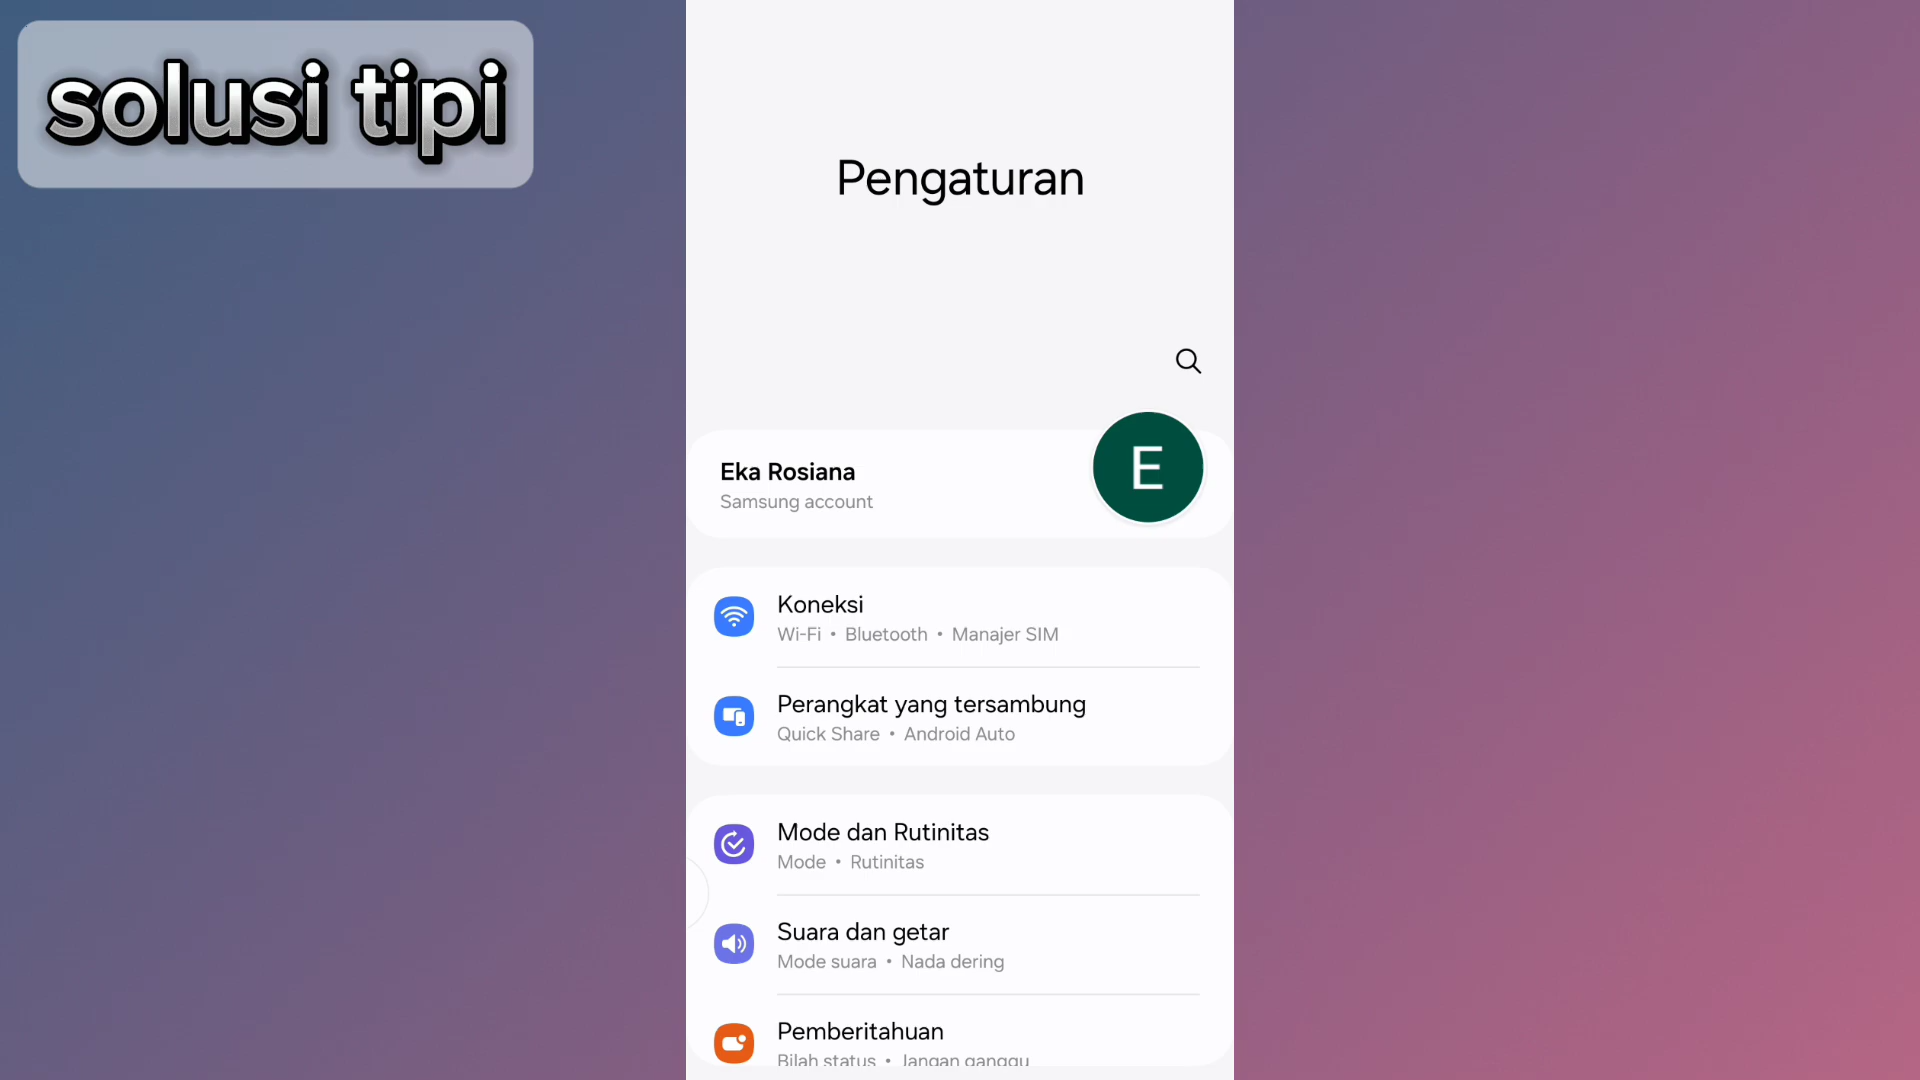 solusi tipi
Pengaturan
Eka Rosiana
Samsung account
E
Koneksi
Wi-Fi • Bluetooth • Manajer SIM
Perangkat yang tersambung
Quick Share • Android Auto
Mode dan Rutinitas
Mode • Rutinitas
Suara dan getar
Mode suara • Nada dering
Pemberitahuan
Bilah status • Jangan ganggu